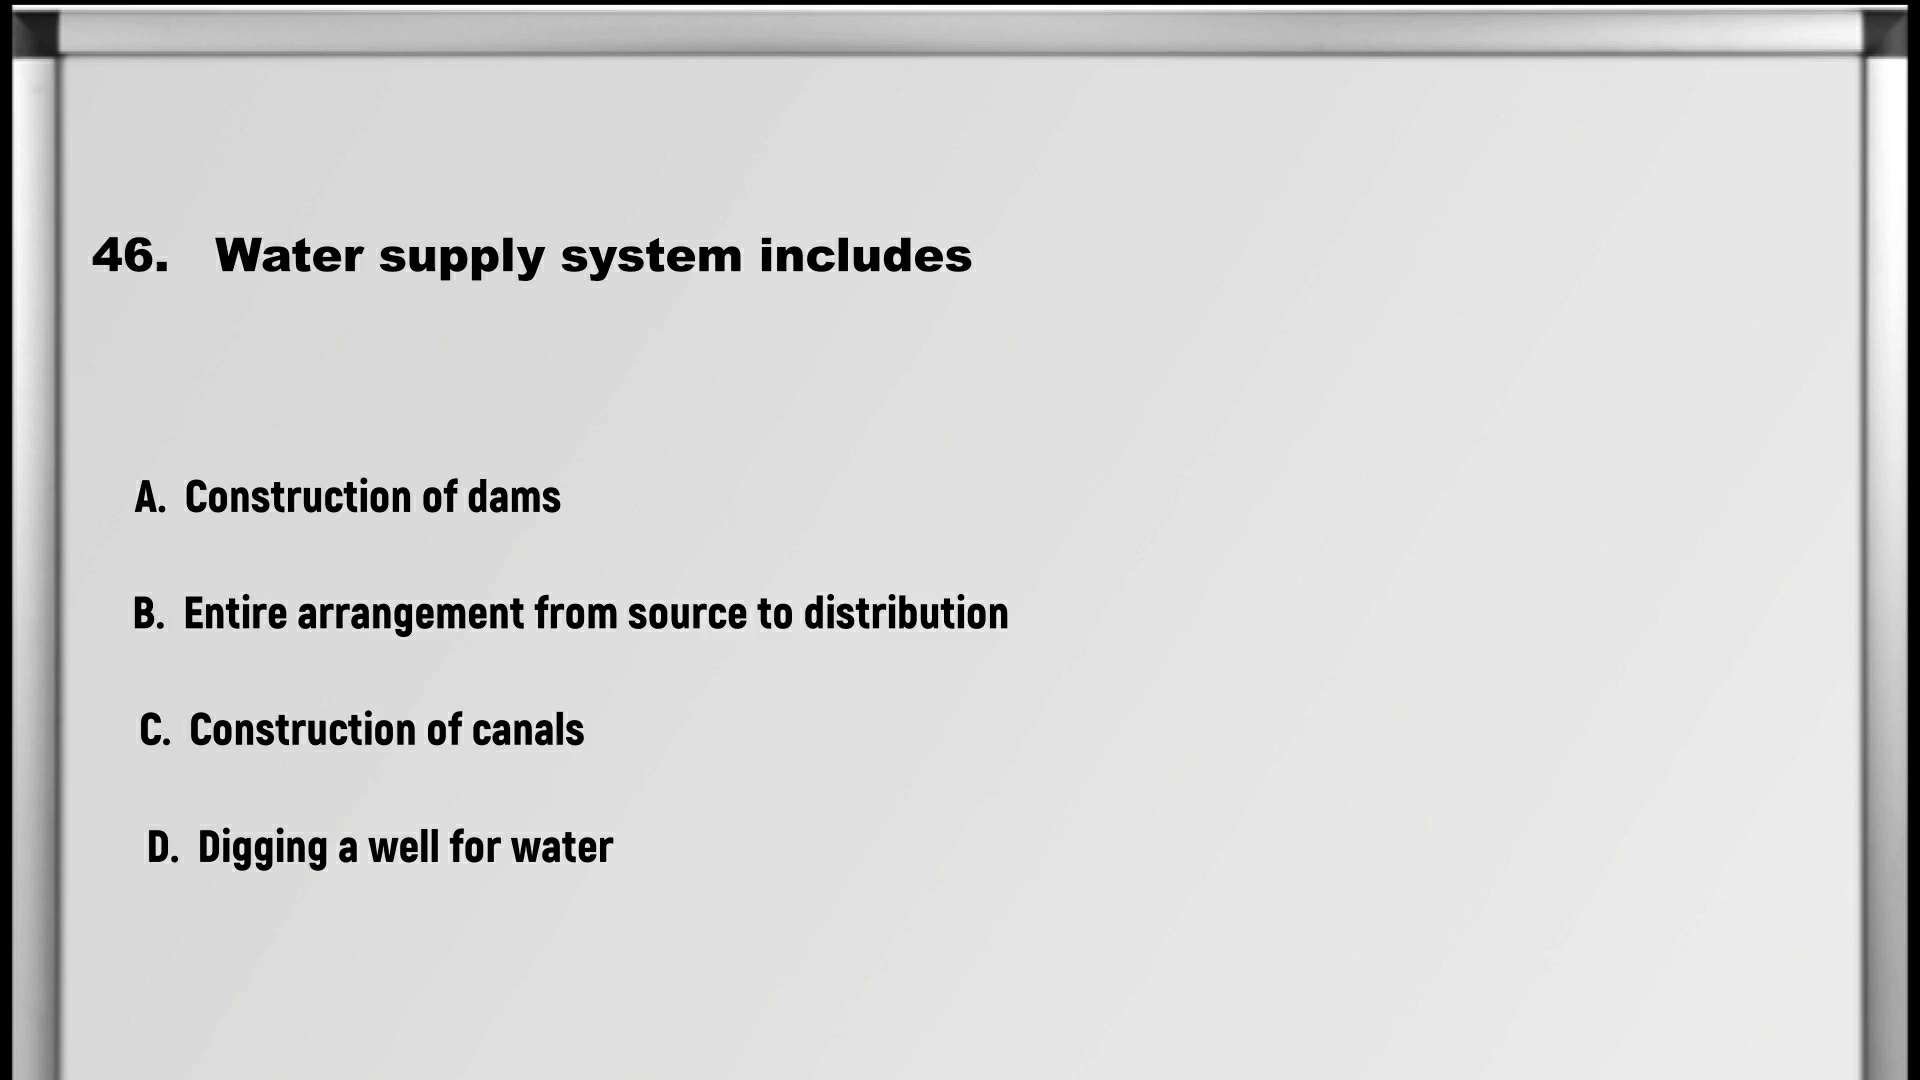 46. Water supply system includes
A. Construction of dams
B. Entire arrangement from source to distribution
C. Construction of canals
D. Digging a well for water